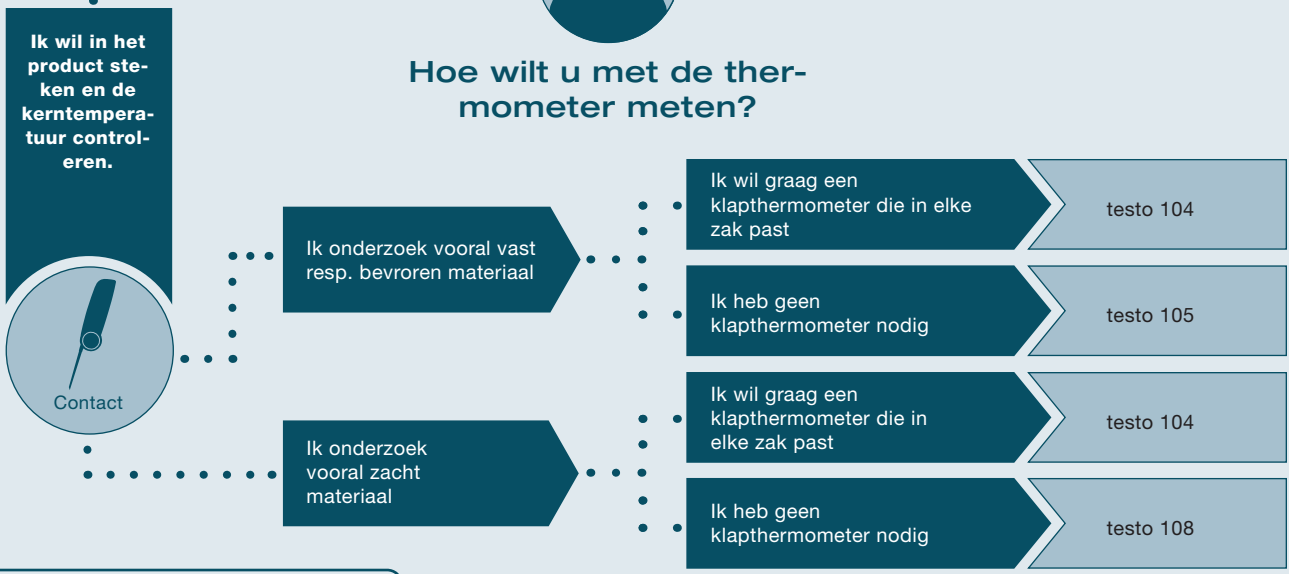 Ik wil in het
product ste-
ken en de
kerntempera-
tuur control-
eren.
Hoe wilt u met de ther-
mometer meten?
Contact
Ik onderzoek vooral vast
resp. bevroren materiaal
Ik wil graag een
klapthermometer die in elke
zak past
testo 104
Ik heb geen
klapthermometer nodig
testo 105
Ik onderzoek
vooral zacht
materiaal
Ik wil graag een
klapthermometer die in
elke zak past
testo 104
Ik heb geen
klapthermometer nodig
testo 108